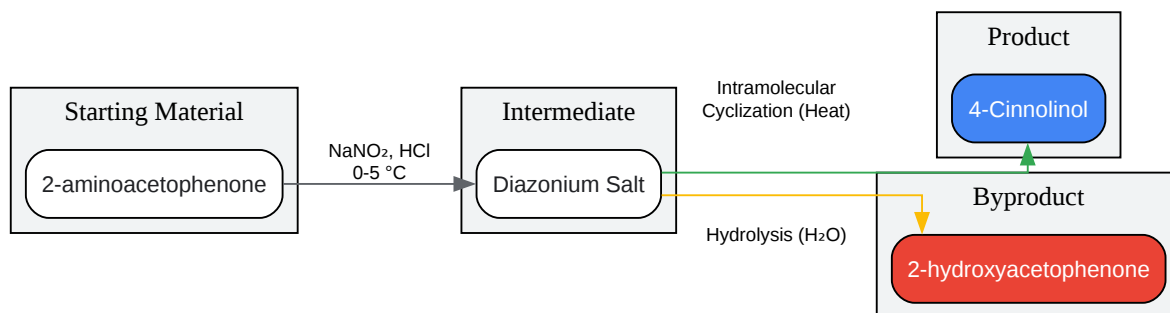 Starting Material
2-aminoacetophenone
NaNO₂, HCl
0-5 °C
Intermediate
Diazonium Salt
Intramolecular
Cyclization (Heat)
Hydrolysis (H₂O)
Product
4-Cinnolinol
Byproduct
2-hydroxyacetophenone